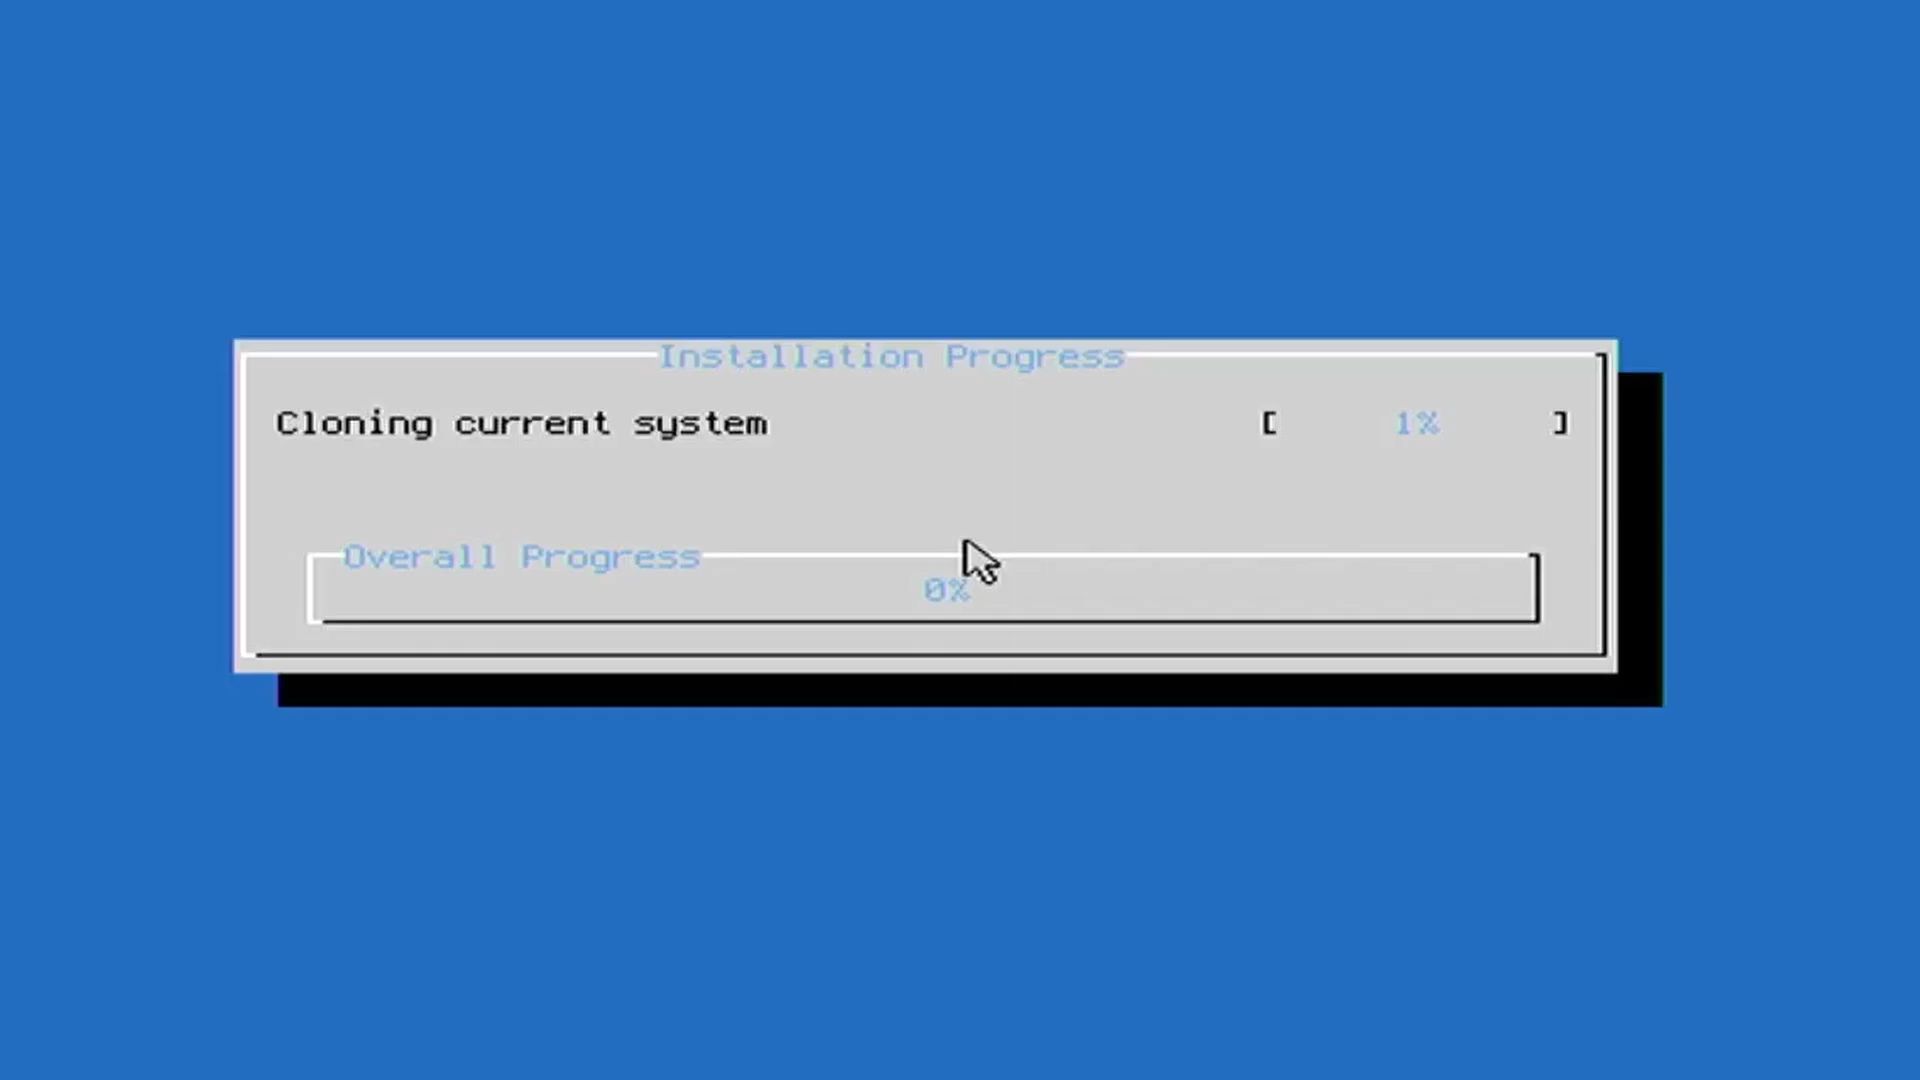 Installation Progress
Cloning current system [ 1% ]
Overall Progress
0%